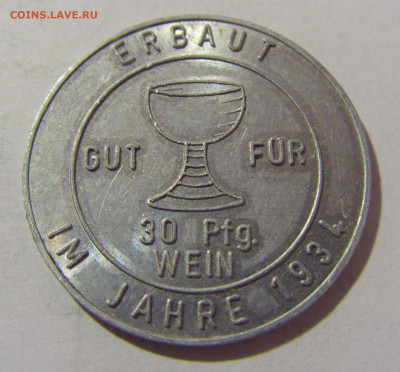 COINS.LAVE.RU
ERBAUT
GUT FÜR
30 Pfg.
WEIN
IM JAHRE 1934